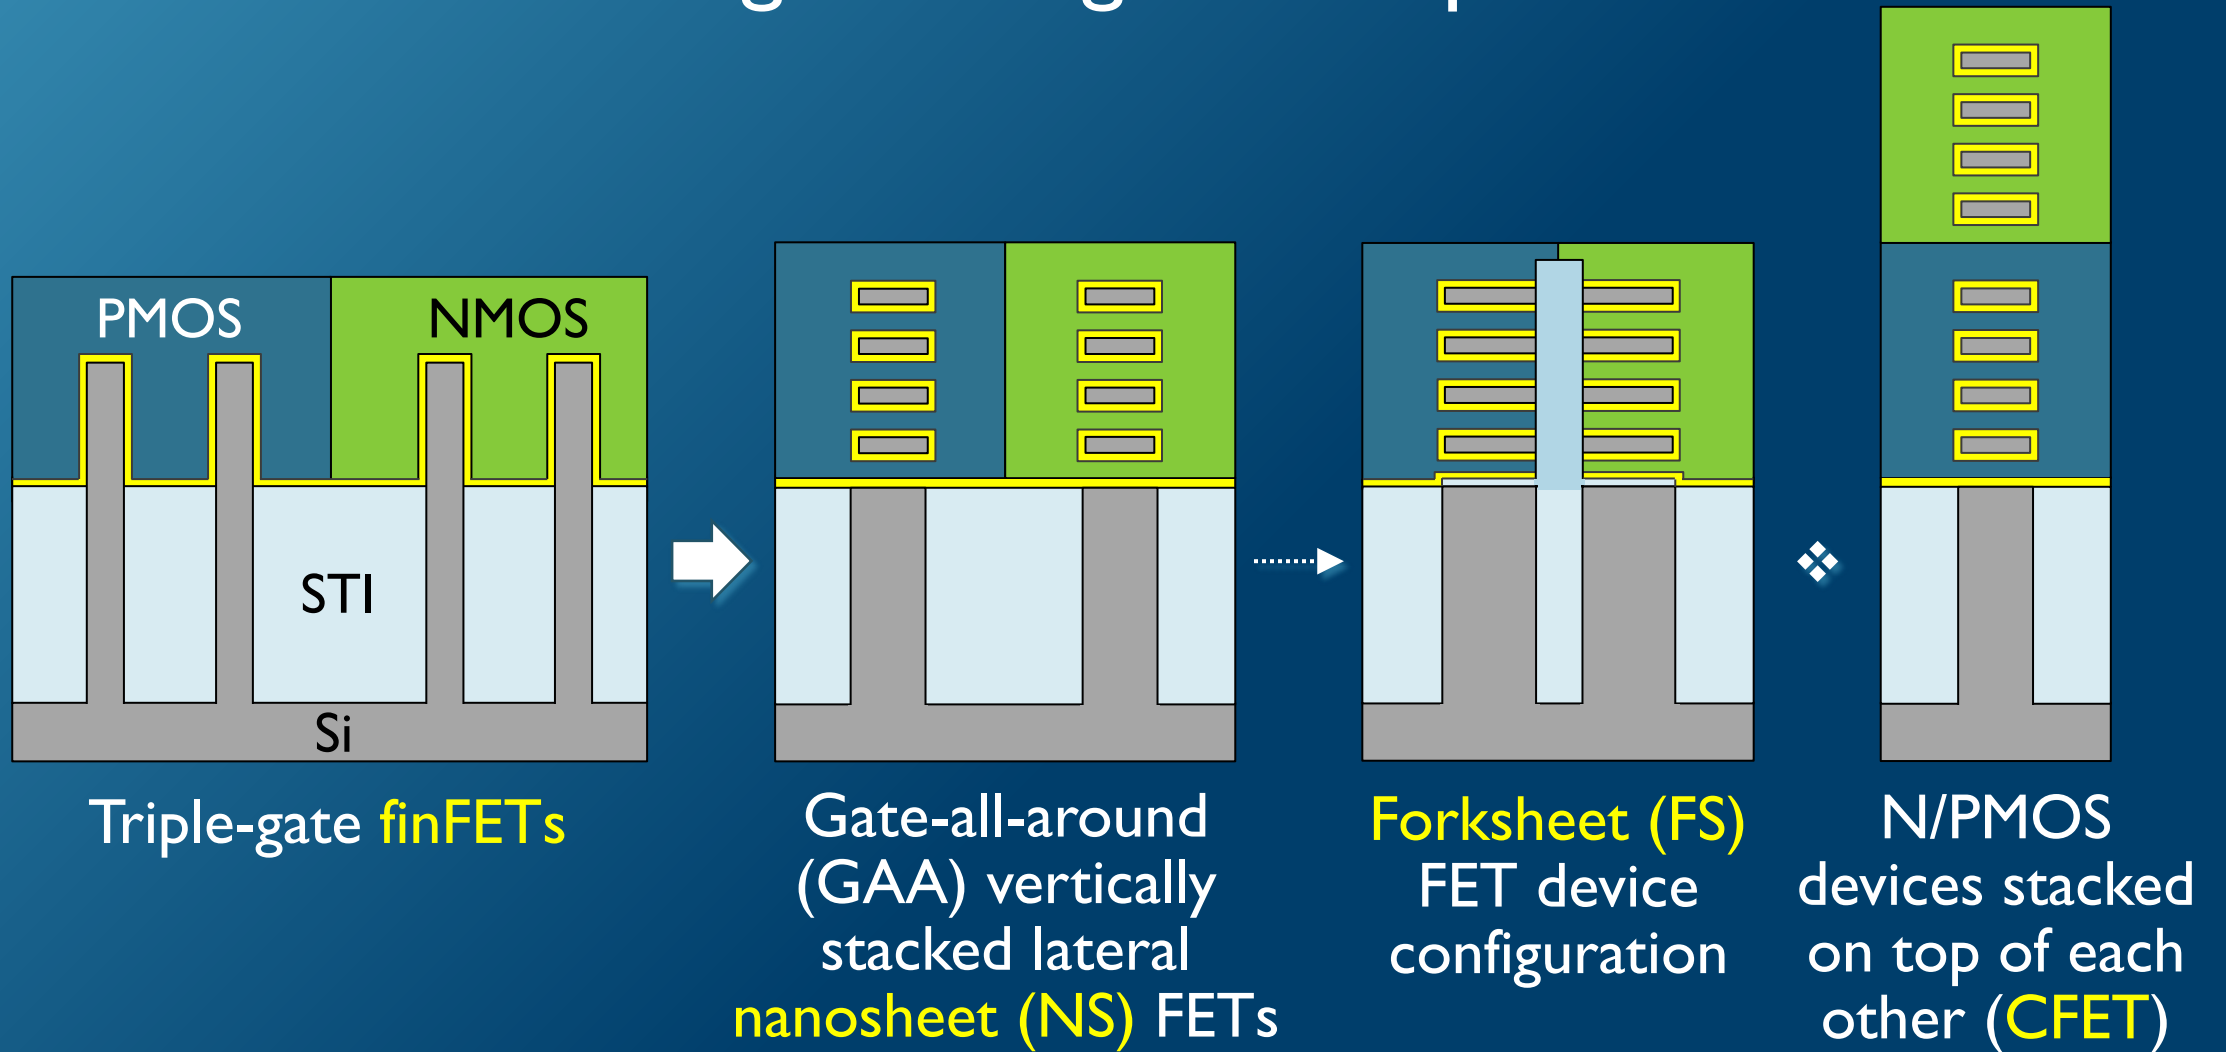 PMOS
NMOS
STI
Si
Triple-gate finFETs
Gate-all-around
(GAA) vertically
stacked lateral
nanosheet (NS) FETs
Forksheet (FS)
FET device
configuration
N/PMOS
devices stacked
on top of each
other (CFET)